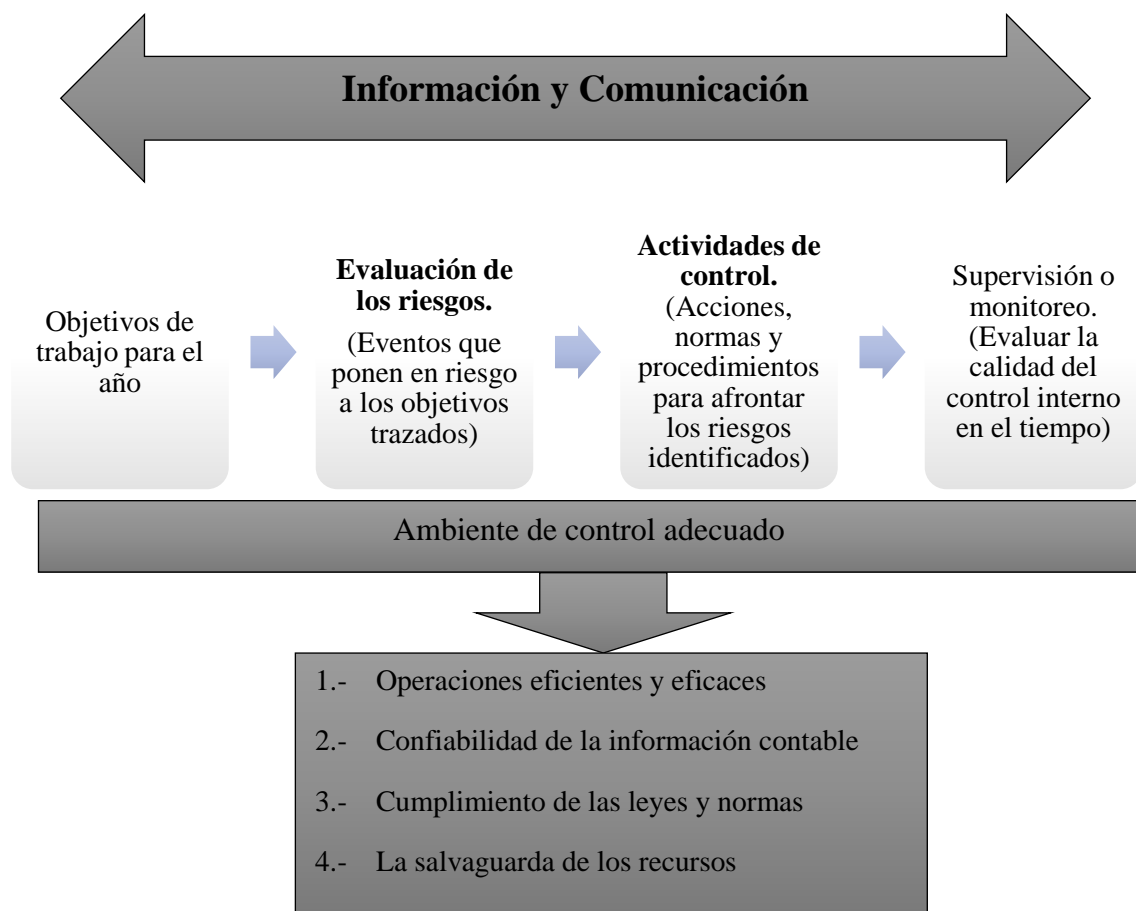 Información y Comunicación
Objetivos de
trabajo para el
año
Evaluación de
los riesgos.
(Eventos que
ponen en riesgo
a los objetivos
trazados)
Actividades de
control.
(Acciones,
normas y
procedimientos
para afrontar
los riesgos
identificados)
Supervisión o
monitoreo.
(Evaluar la
calidad del
control interno
en el tiempo)
Ambiente de control adecuado
1.- Operaciones eficientes y eficaces
2.- Confiabilidad de la información contable
3.- Cumplimiento de las leyes y normas
4.- La salvaguarda de los recursos